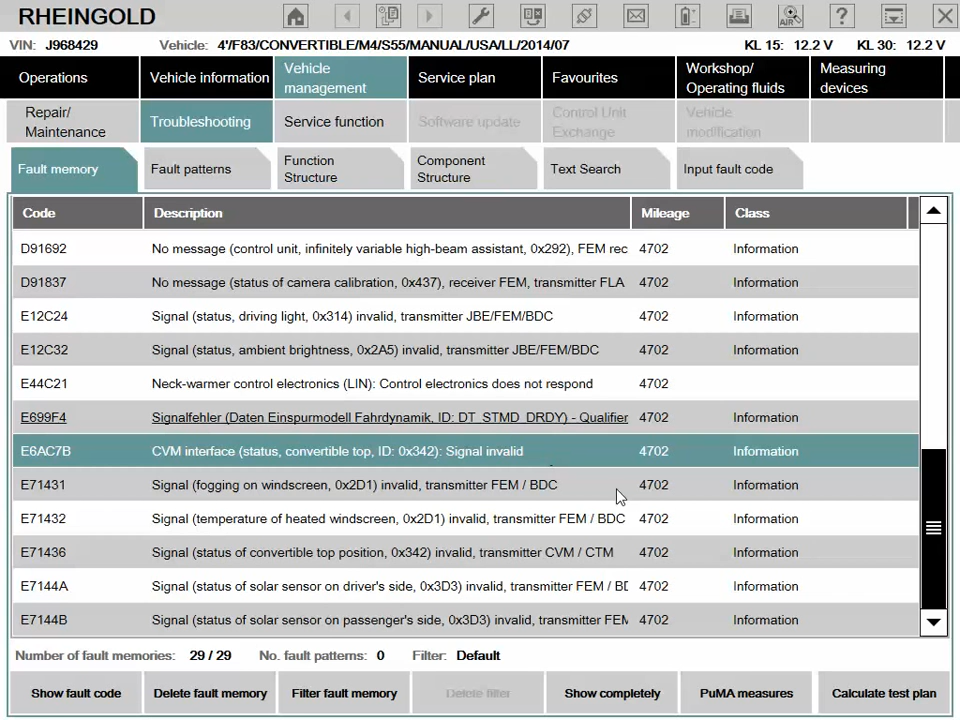 RHEINGOLD
VIN: J968429 Vehicle: 4'/F83/CONVERTIBLE/M4/S55/MANUAL/USA/LL/2014/07 KL 15: 12.2 V KL 30: 12.2 V
Operations Vehicle information Vehicle management Service plan Favourites Workshop/ Operating fluids Measuring devices
Repair/ Maintenance Troubleshooting Service function Software update Control Unit Exchange Vehicle modification
Fault memory Fault patterns Function Structure Component Structure Text Search Input fault code
Code Description Mileage Class
D91692 No message (control unit, infinitely variable high-beam assistant, 0x292), FEM rec 4702 Information
D91837 No message (status of camera calibration, 0x437), receiver FEM, transmitter FLA 4702 Information
E12C24 Signal (status, driving light, 0x314) invalid, transmitter JBE/FEM/BDC 4702 Information
E12C32 Signal (status, ambient brightness, 0x2A5) invalid, transmitter JBE/FEM/BDC 4702 Information
E44C21 Neck-warmer control electronics (LIN): Control electronics does not respond 4702
E699F4 Signalfehler (Daten Einspurmodell Fahrdynamik, ID: DT_STMD_DRDY) - Qualifier 4702 Information
E6AC7B CVM interface (status, convertible top, ID: 0x342): Signal invalid 4702 Information
E71431 Signal (fogging on windscreen, 0x2D1) invalid, transmitter FEM / BDC 4702 Information
E71432 Signal (temperature of heated windscreen, 0x2D1) invalid, transmitter FEM / BDC 4702 Information
E71436 Signal (status of convertible top position, 0x342) invalid, transmitter CVM / CTM 4702 Information
E7144A Signal (status of solar sensor on driver's side, 0x3D3) invalid, transmitter FEM / BD 4702 Information
E7144B Signal (status of solar sensor on passenger's side, 0x3D3) invalid, transmitter FEM 4702 Information
Number of fault memories: 29 / 29 No. fault patterns: 0 Filter: Default
Show fault code Delete fault memory Filter fault memory Delete filter Show completely PuMA measures Calculate test plan